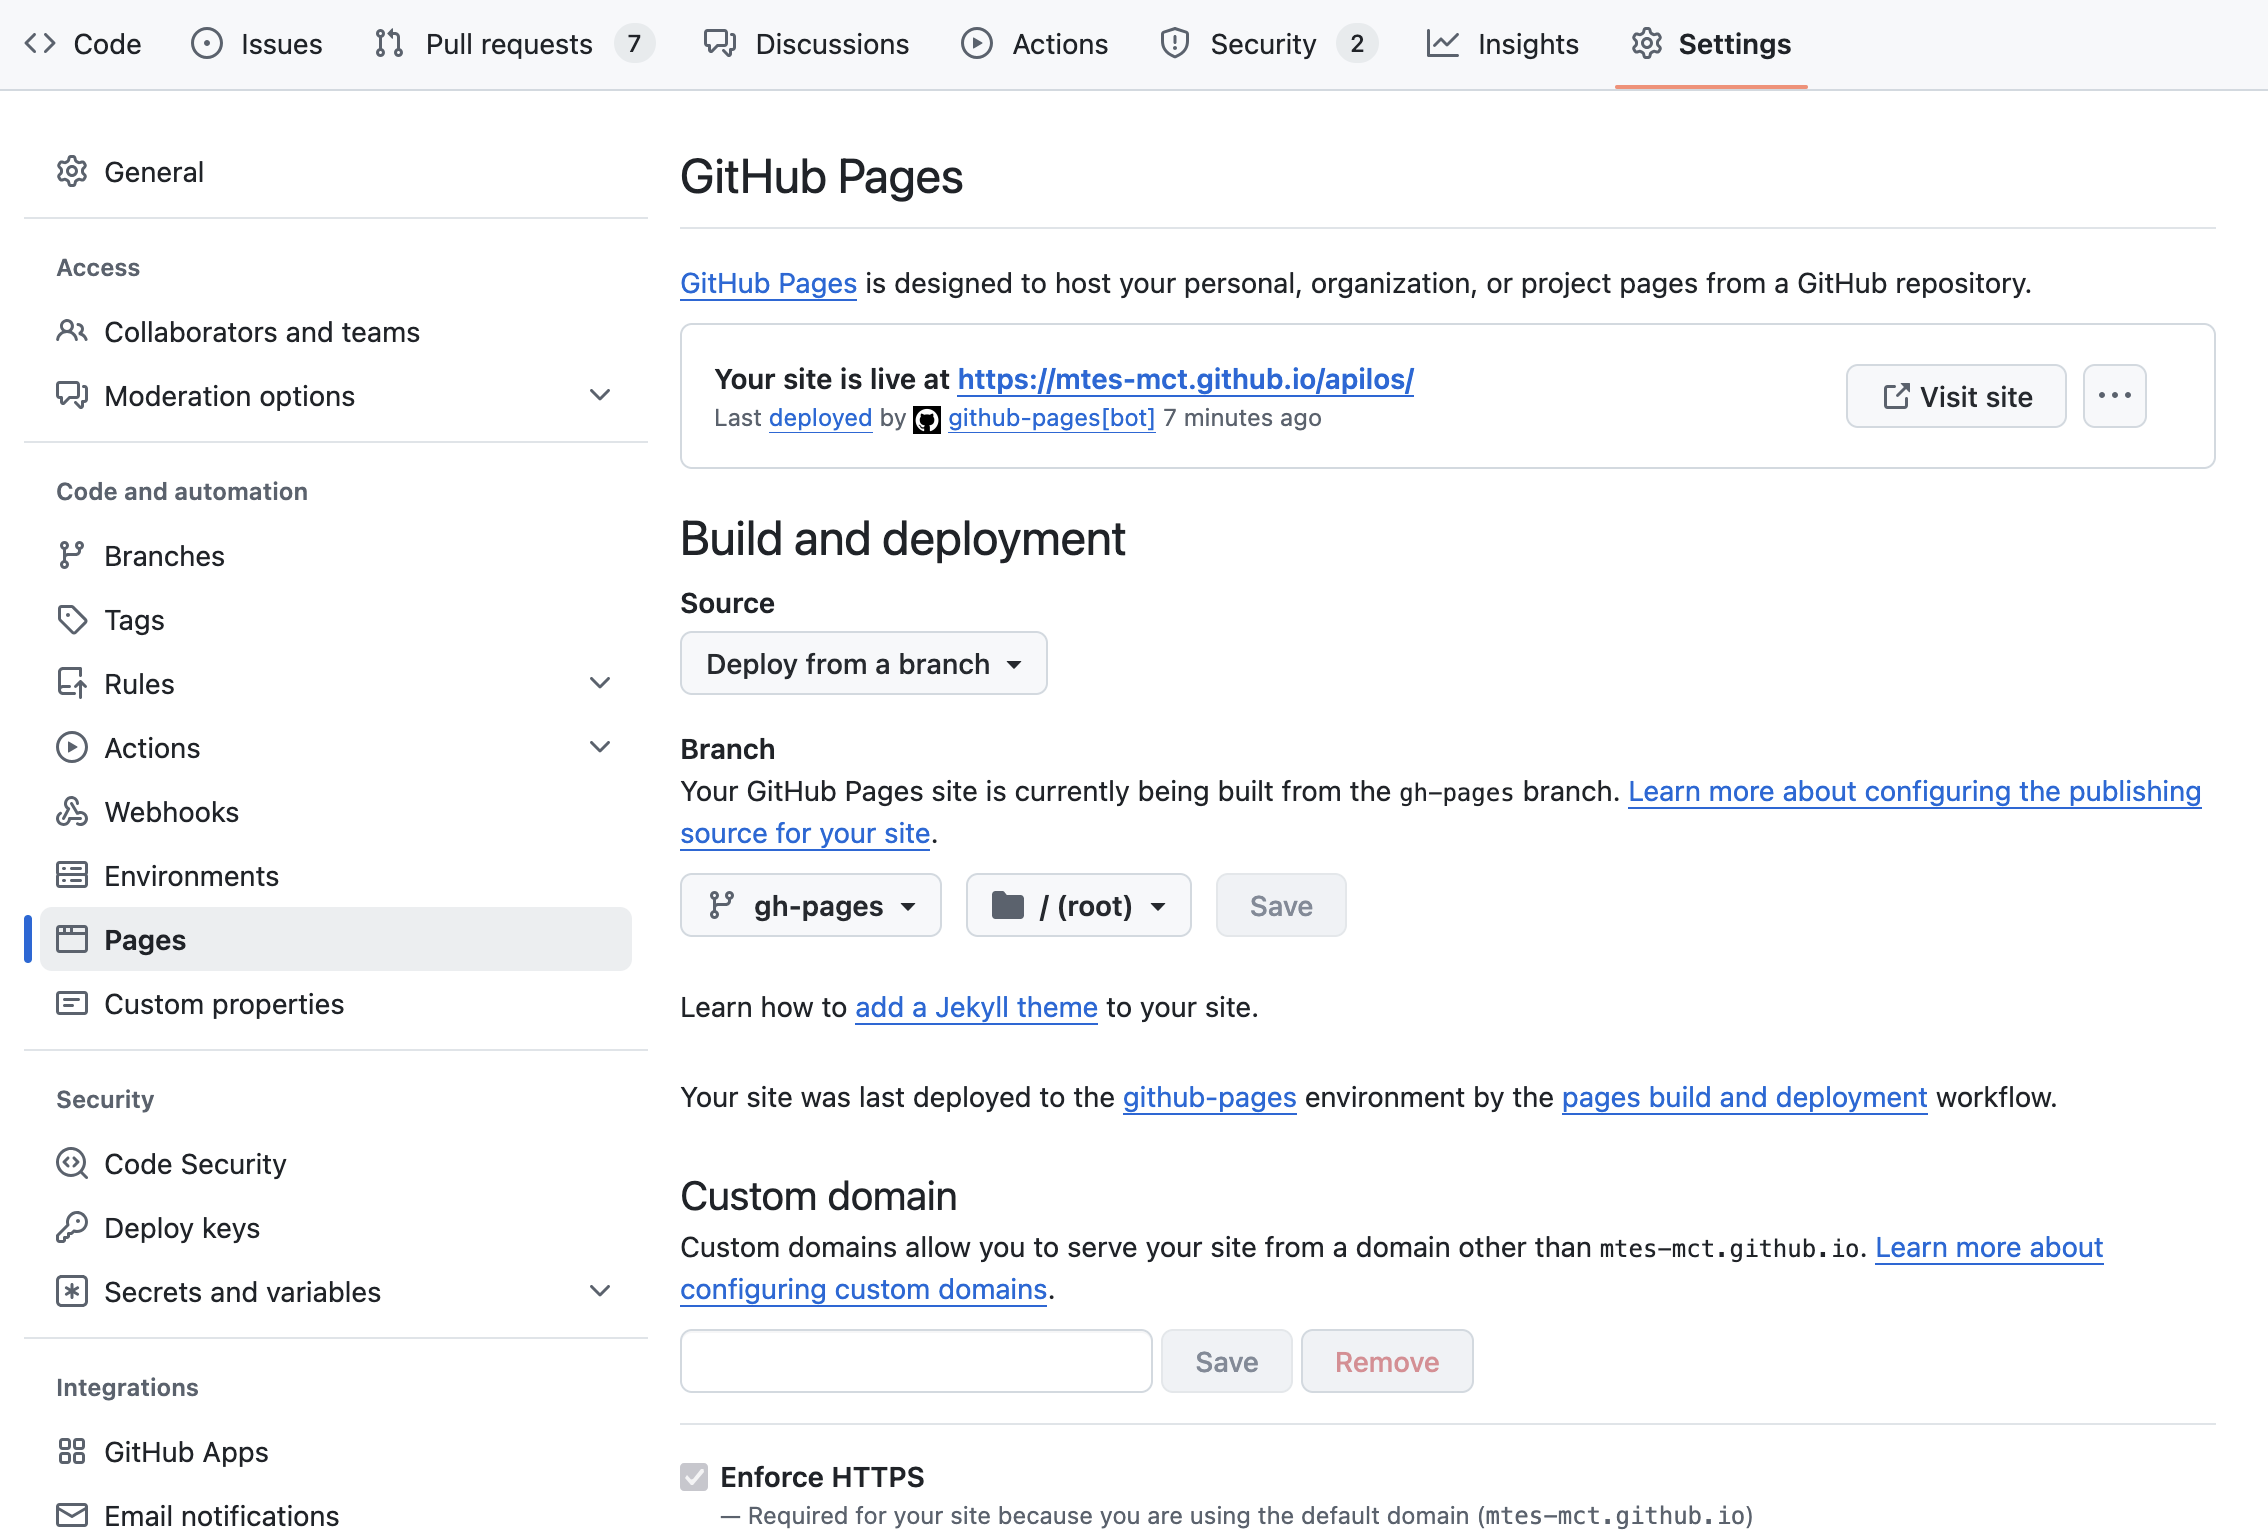 Code Issues Pull requests 7 Discussions Actions Security 2 Insights Settings
General
Access
Collaborators and teams
Moderation options
Code and automation
Branches
Tags
Rules
Actions
Webhooks
Environments
Pages
Custom properties
Security
Code Security
Deploy keys
Secrets and variables
Integrations
GitHub Apps
Email notifications
GitHub Pages
GitHub Pages is designed to host your personal, organization, or project pages from a GitHub repository.
Your site is live at https://mtes-mct.github.io/apilos/
Last deployed by github-pages[bot] 7 minutes ago
Visit site
Build and deployment
Source
Deploy from a branch
Branch
Your GitHub Pages site is currently being built from the gh-pages branch. Learn more about configuring the publishing
source for your site.
gh-pages / (root) Save
Learn how to add a Jekyll theme to your site.
Your site was last deployed to the github-pages environment by the pages build and deployment workflow.
Custom domain
Custom domains allow you to serve your site from a domain other than mtes-mct.github.io. Learn more about
configuring custom domains.
Save Remove
Enforce HTTPS
— Required for your site because you are using the default domain (mtes-mct.github.io)